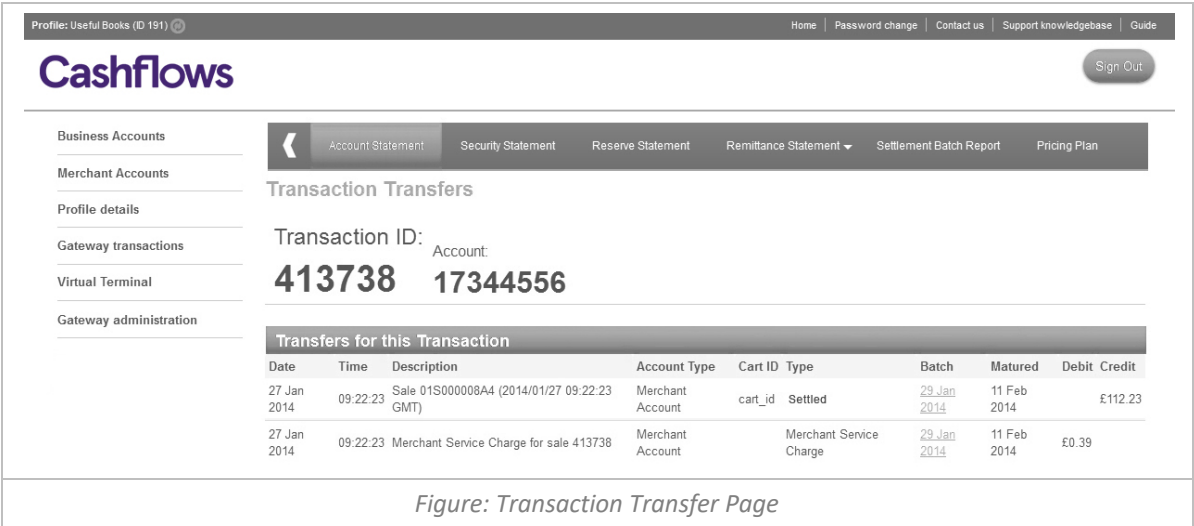 Profile: Useful Books (ID 191)
Home | Password change | Contact us | Support knowledgebase | Guide
Cashflows
Sign Out
Business Accounts
Merchant Accounts
Profile details
Gateway transactions
Virtual Terminal
Gateway administration
Account Statement Security Statement Reserve Statement Remittance Statement Settlement Batch Report Pricing Plan
Transaction Transfers
Transaction ID: Account:
413738 17344556
Transfers for this Transaction
Date Time Description Account Type Cart ID Type Batch Matured Debit Credit
27 Jan 2014 09:22:23 Sale 01S000008A4 (2014/01/27 09:22:23 GMT) Merchant Account cart_id Settled 29 Jan 2014 11 Feb 2014 £112.23
27 Jan 2014 09:22:23 Merchant Service Charge for sale 413738 Merchant Account Merchant Service Charge 29 Jan 2014 11 Feb 2014 £0.39
Figure: Transaction Transfer Page